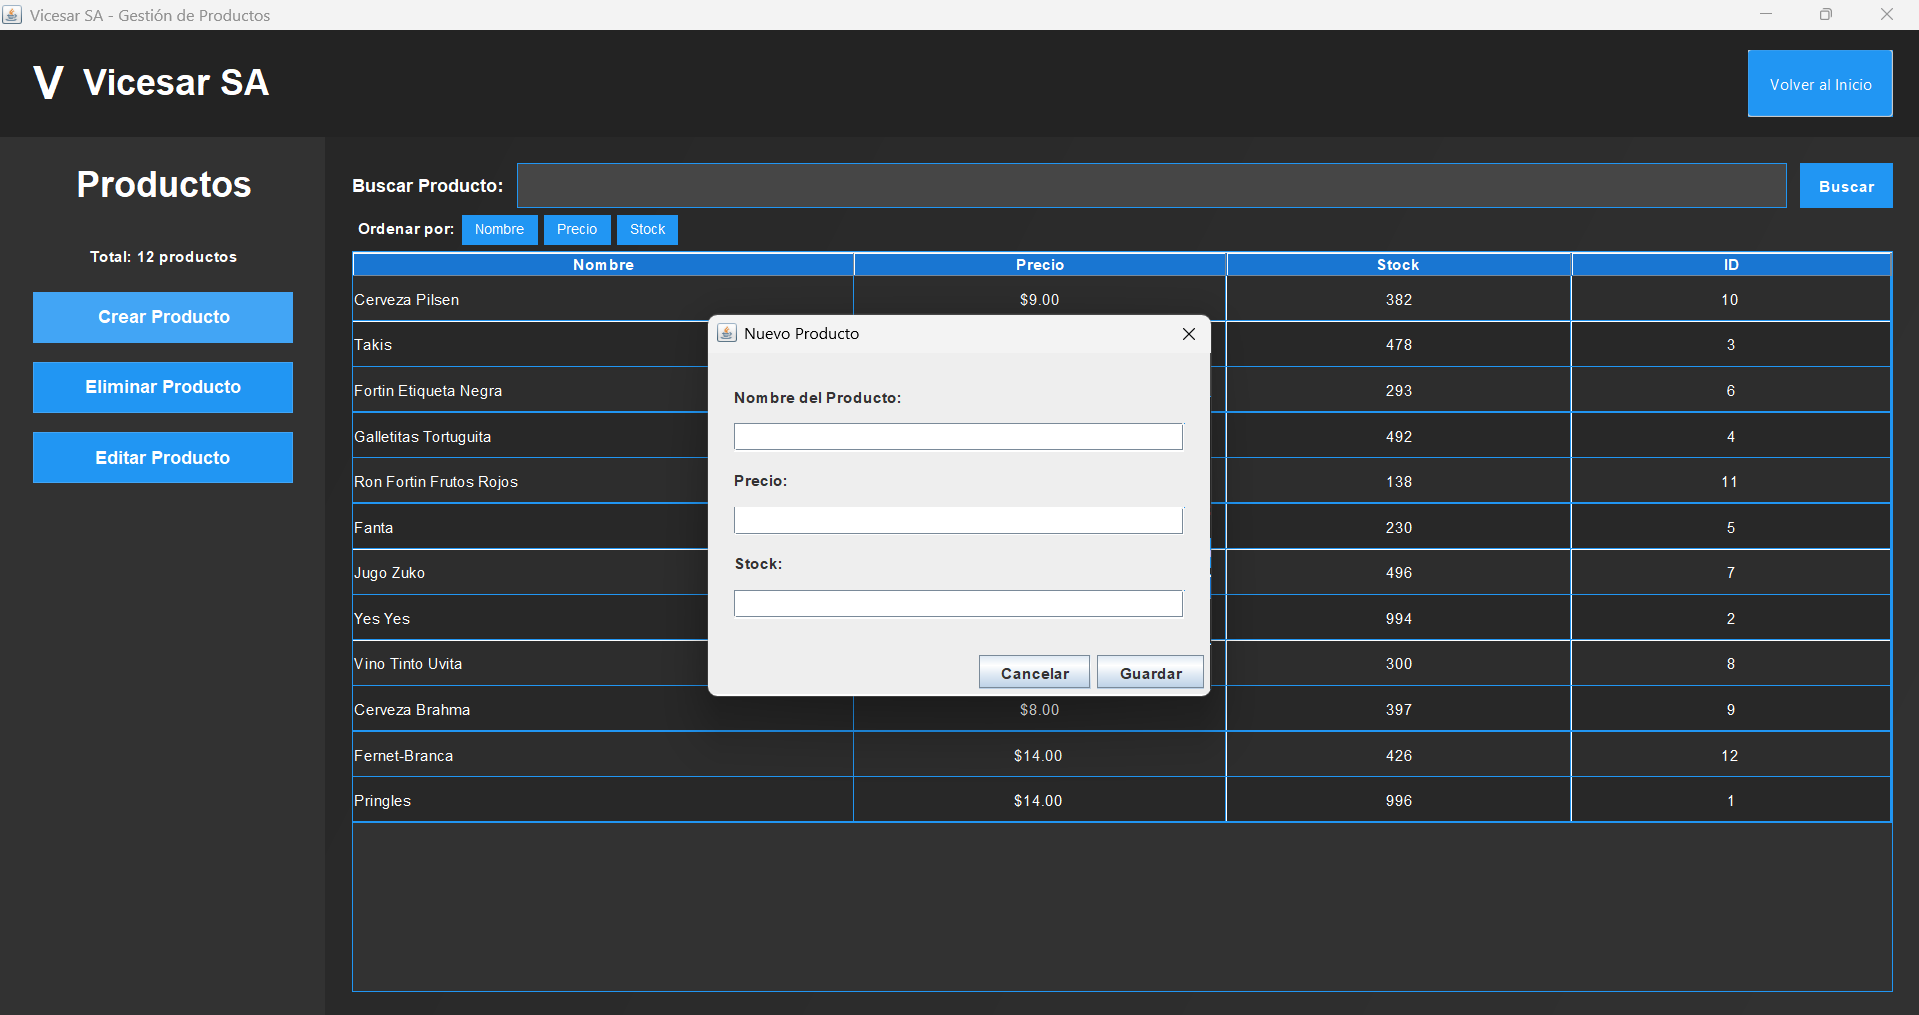 Vicesar SA - Gestión de Productos
V Vicesar SA
Volver al Inicio
Productos
Total: 12 productos
Crear Producto
Eliminar Producto
Editar Producto
Buscar Producto:
Buscar
Ordenar por: Nombre Precio Stock
Nombre Precio Stock ID
Cerveza Pilsen $9.00 382 10
Takis 478 3
Fortin Etiqueta Negra 293 6
Galletitas Tortuguita 492 4
Ron Fortin Frutos Rojos 138 11
Fanta 230 5
Jugo Zuko 496 7
Yes Yes 994 2
Vino Tinto Uvita 300 8
Cerveza Brahma $8.00 397 9
Fernet-Branca $14.00 426 12
Pringles $14.00 996 1
Nuevo Producto
Nombre del Producto:
Precio:
Stock:
Cancelar Guardar